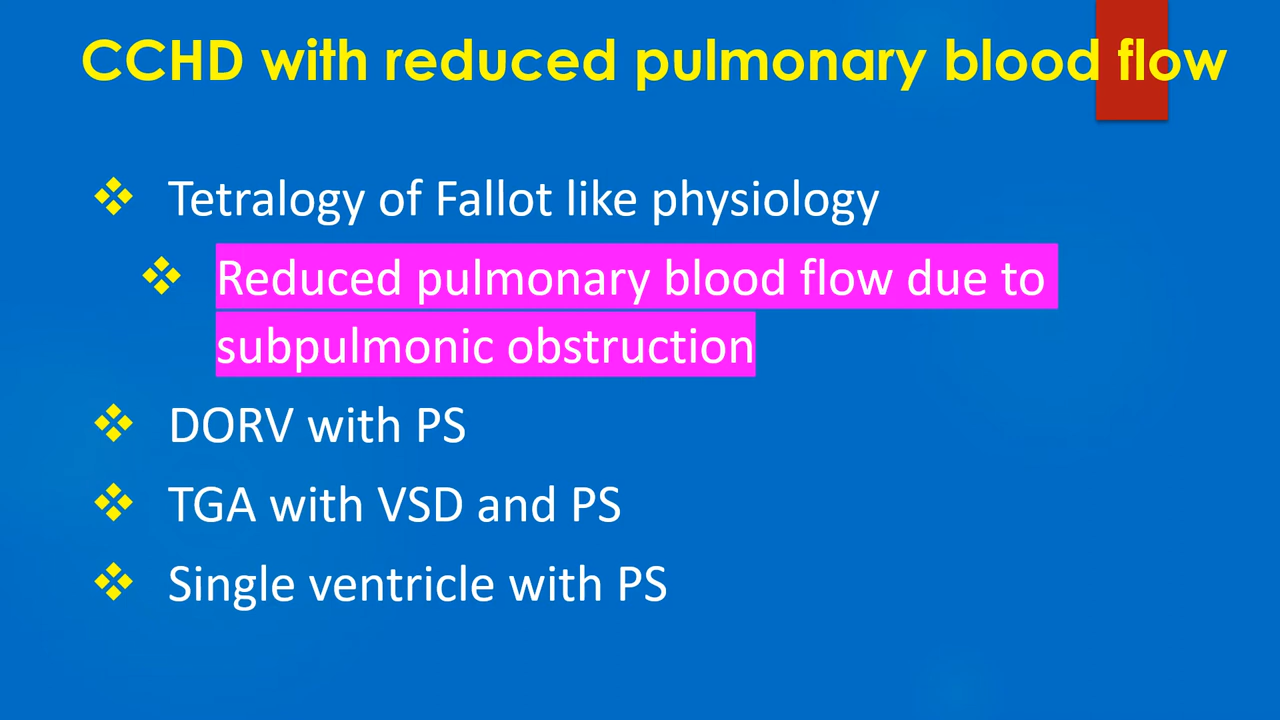 CCHD with reduced pulmonary blood flow
Tetralogy of Fallot like physiology
Reduced pulmonary blood flow due to
subpulmonic obstruction
DORV with PS
TGA with VSD and PS
Single ventricle with PS